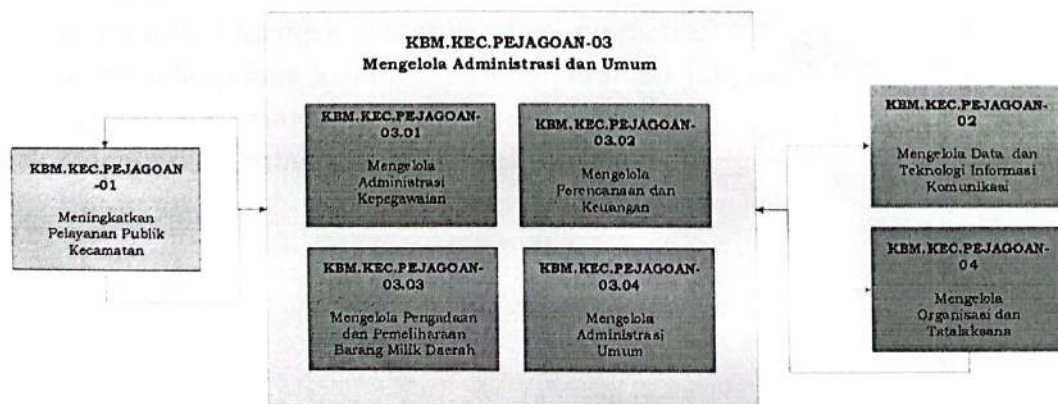 KBM.KEC.PEJAGOAN-03
Mengelola Administrasi dan Umum
KBM.KEC.PEJAGOAN
-01
Meningkatkan
Pelayanan Publik
Kecamatan
KBM.KEC.PEJAGOAN-
03.01
Mengelola
Administrasi
Kepegawaian
KBM.KEC.PEJAGOAN-
03.02
Mengelola
Perencanaan dan
Keuangan
KBM.KEC.PEJAGOAN-
03.03
Mengelola Pengadaan
dan Pemeliharaan
Barang Milik Daerah
KBM.KEC.PEJAGOAN-
03.04
Mengelola
Administrasi
Umum
KBM.KEC.PEJAGOAN-
02
Mengelola Data dan
Teknologi Informasi
Komunikasi
KBM.KEC.PEJAGOAN-
04
Mengelola
Organisasi dan
Tatalaksana